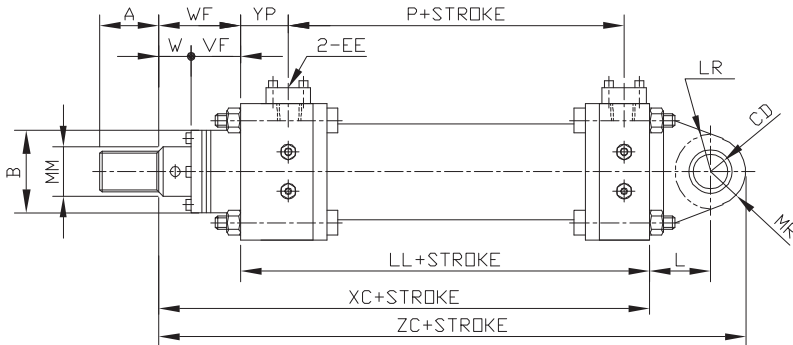 A
WF
YP
P+STROKE
W
VF
2-EE
LR
CD
B
MM
MR
LL+STROKE
L
XC+STROKE
ZC+STROKE